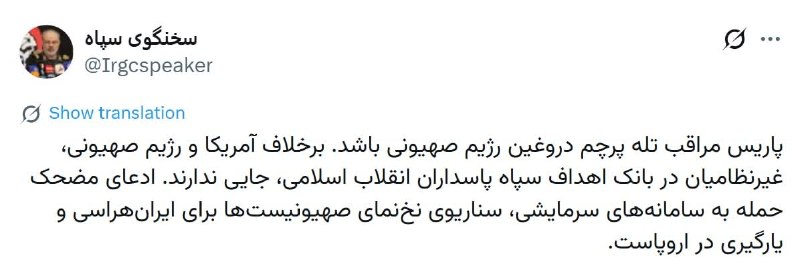 سخنگوی سپاه
@Irgcspeaker
Show translation
پاریس مراقب تله پرچم دروغین رژیم صهیونی باشد. برخلاف آمریکا و رژیم صهیونی،
غیرنظامیان در بانک اهداف سپاه پاسداران انقلاب اسلامی، جایی ندارند. ادعای مضحک
حمله به سامانه‌های سرمایشی، سناریوی نخ‌نمای صهیونیست‌ها برای ایران‌هراسی و
یارگیری در اروپاست.